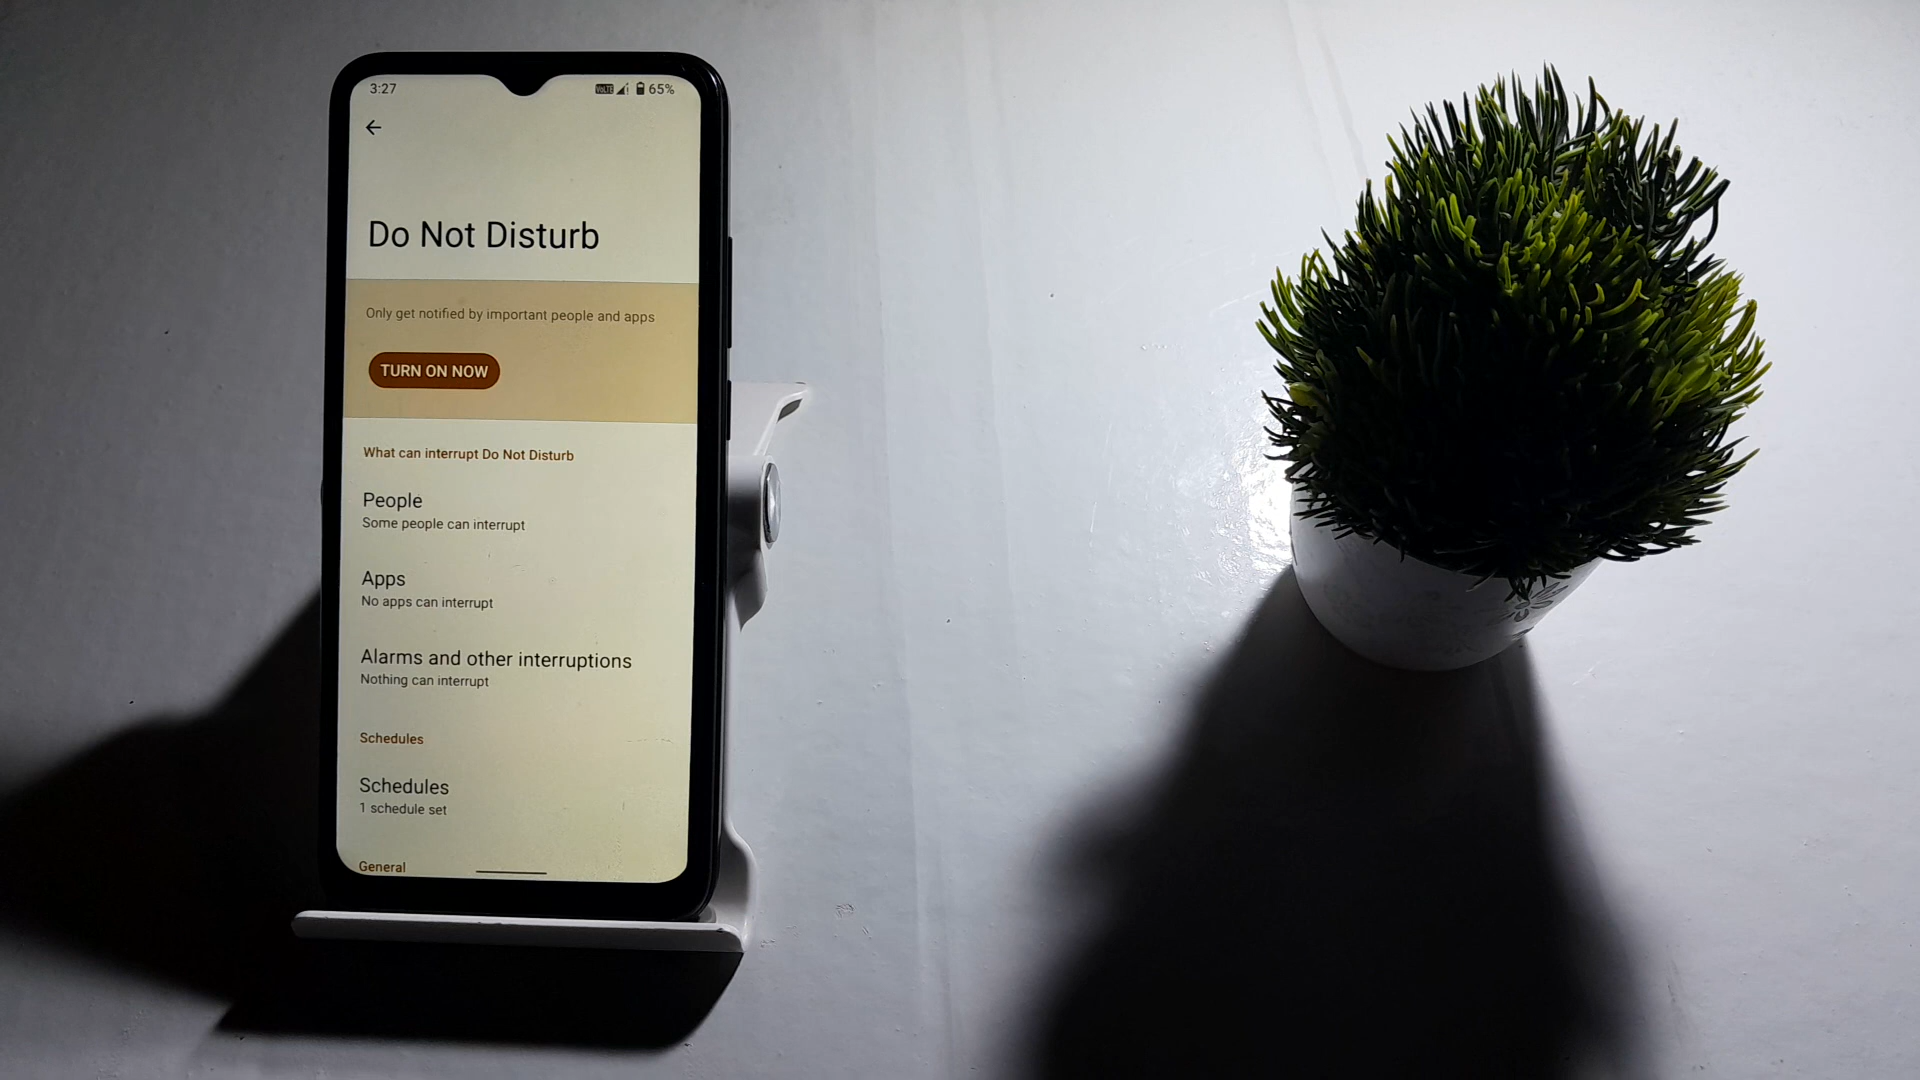 3:27
VoLTE 65%
Do Not Disturb
Only get notified by important people and apps
TURN ON NOW
What can interrupt Do Not Disturb
People
Some people can interrupt
Apps
No apps can interrupt
Alarms and other interruptions
Nothing can interrupt
Schedules
Schedules
1 schedule set
General